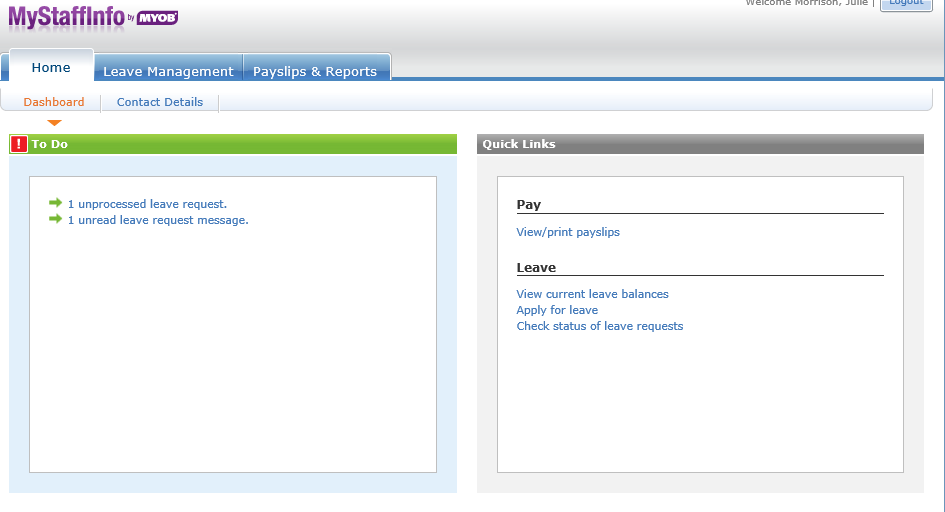 MyStaffInfo by MYOB
Welcome Morrison, Julie |
Logout
Home
Leave Management
Payslips & Reports
Dashboard
Contact Details
! To Do
Quick Links
1 unprocessed leave request.
1 unread leave request message.
Pay
View/print payslips
Leave
View current leave balances
Apply for leave
Check status of leave requests